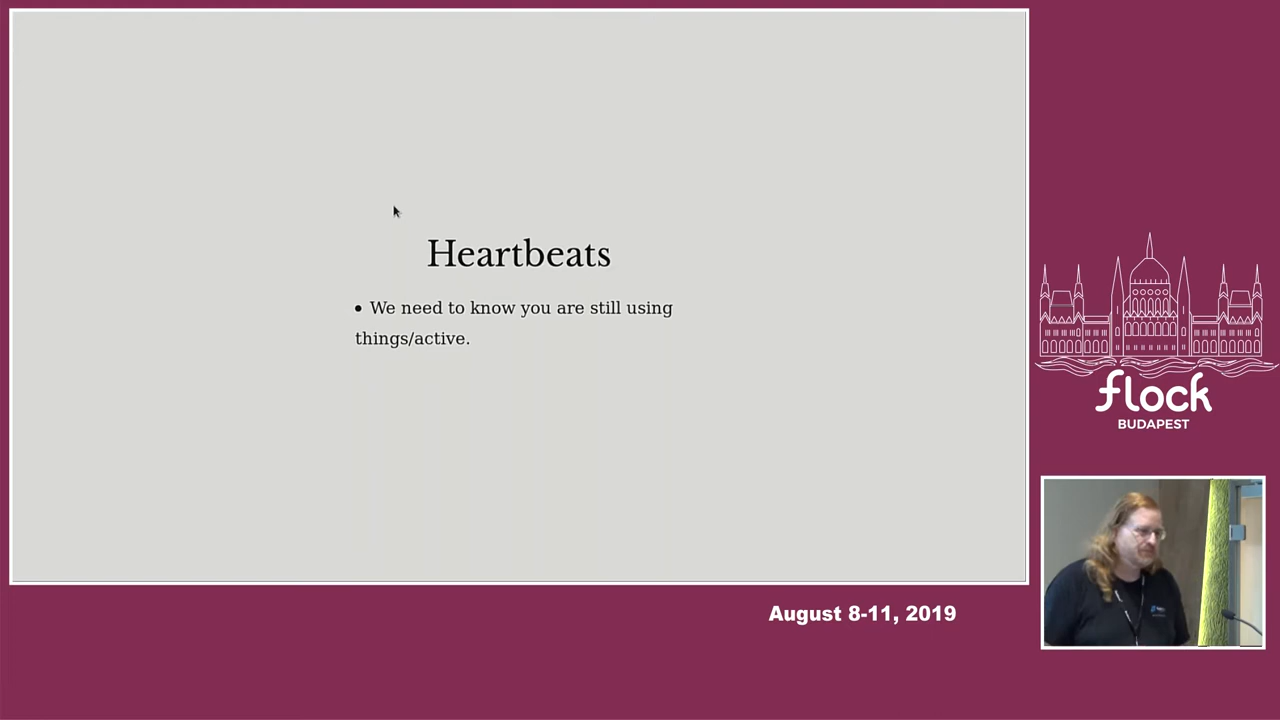 Heartbeats
• We need to know you are still using
things/active.
flock
BUDAPEST
August 8-11, 2019